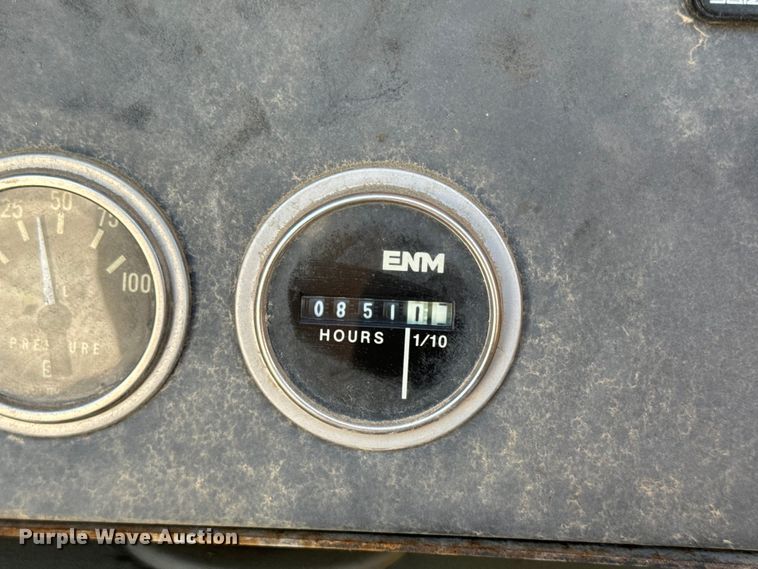 25 50 75
100
PRESSURE
S
ENM
0851
HOURS 1/10
Purple Wave Auction